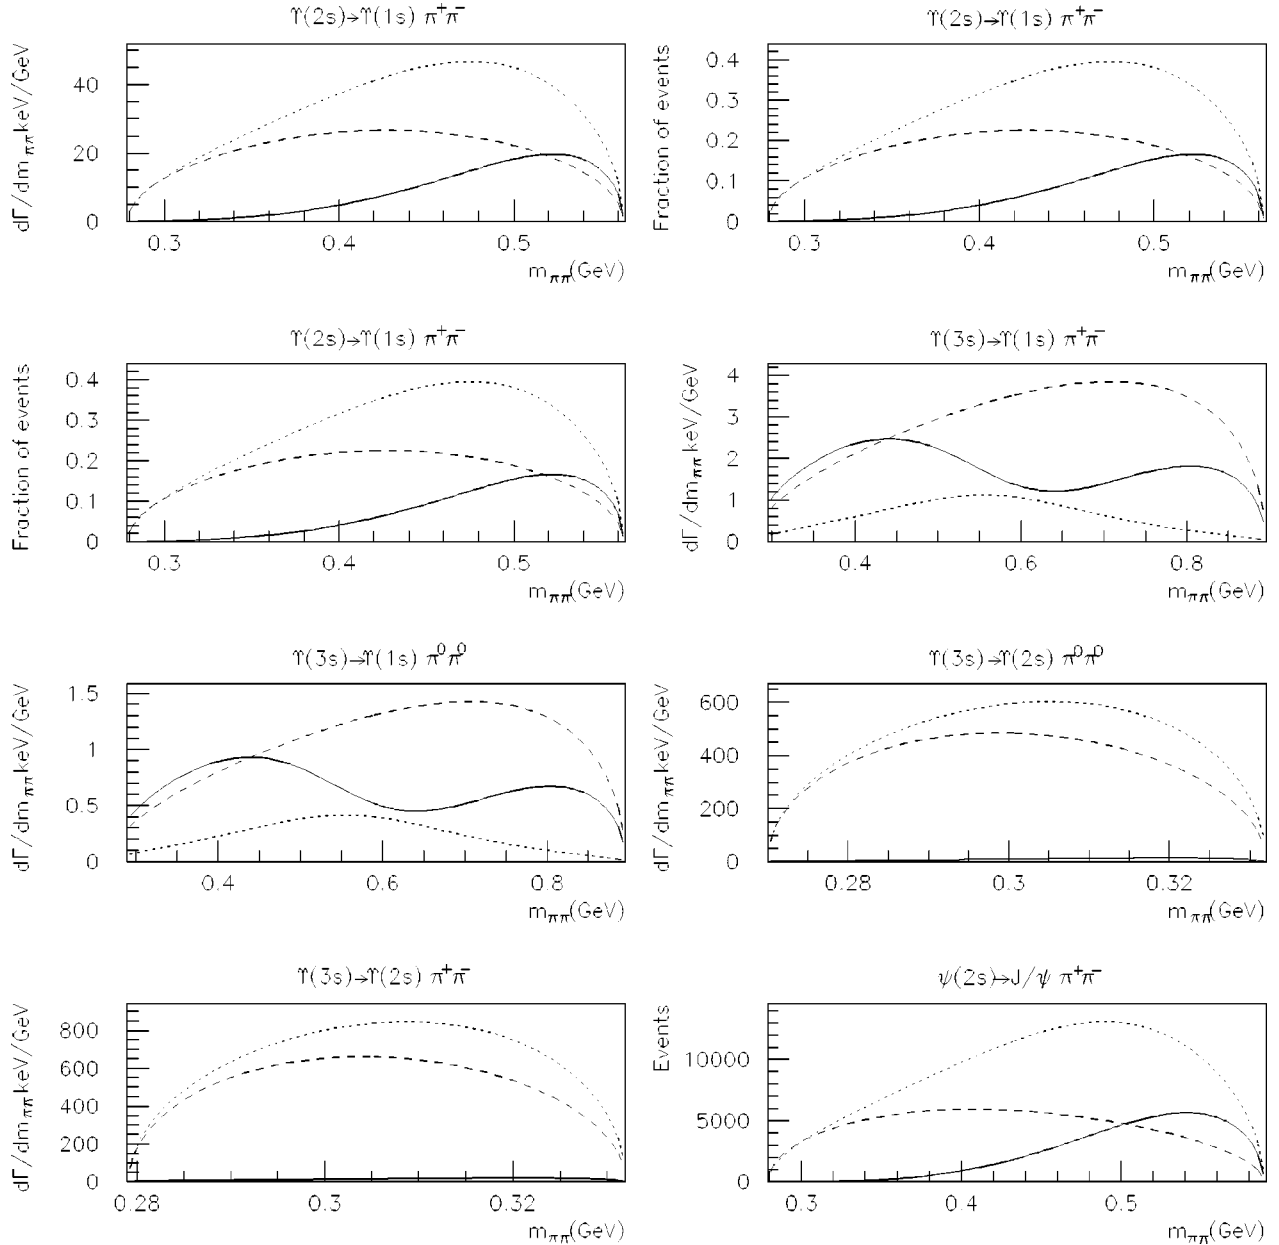 ϒ(2s)→ϒ(1s) π⁺π⁻
dΓ/dm_ππ keV/GeV
40
20
0
0.3 0.4 0.5
m_ππ(GeV)
ϒ(2s)→ϒ(1s) π⁺π⁻
Fraction of events
0.4
0.3
0.2
0.1
0
0.3 0.4 0.5
m_ππ(GeV)
ϒ(2s)→ϒ(1s) π⁺π⁻
Fraction of events
0.4
0.3
0.2
0.1
0
0.3 0.4 0.5
m_ππ(GeV)
ϒ(3s)→ϒ(1s) π⁺π⁻
dΓ/dm_ππ keV/GeV
4
3
2
1
0
0.4 0.6 0.8
m_ππ(GeV)
ϒ(3s)→ϒ(1s) π⁰π⁰
dΓ/dm_ππ keV/GeV
1.5
1
0.5
0
0.4 0.6 0.8
m_ππ(GeV)
ϒ(3s)→ϒ(2s) π⁰π⁰
dΓ/dm_ππ keV/GeV
600
400
200
0
0.28 0.3 0.32
m_ππ(GeV)
ϒ(3s)→ϒ(2s) π⁺π⁻
dΓ/dm_ππ keV/GeV
800
600
400
200
0
0.28 0.3 0.32
m_ππ(GeV)
ψ(2s)→J/ψ π⁺π⁻
Events
10000
5000
0
0.3 0.4 0.5
m_ππ(GeV)